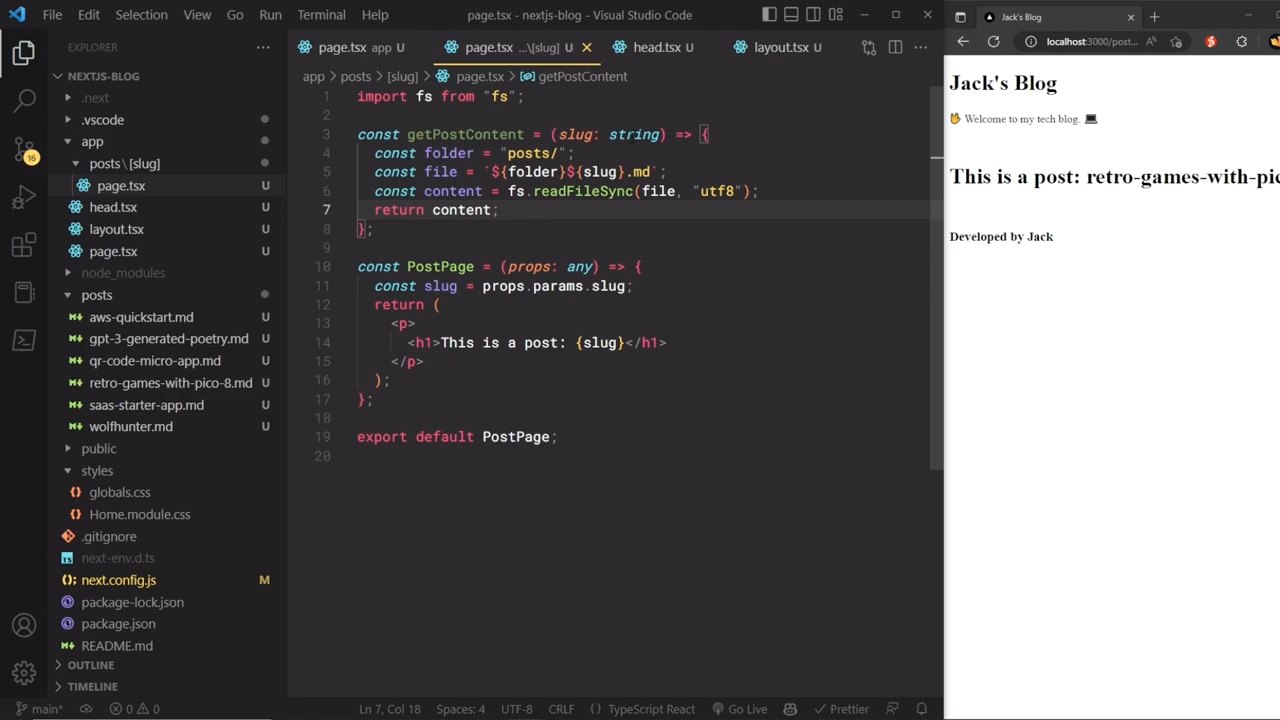 File Edit Selection View Go Run Terminal Help page.tsx - nextjs-blog - Visual Studio Code
EXPLORER
NEXTJS-BLOG
.next
.vscode
app
posts\[slug]
page.tsx U
head.tsx U
layout.tsx U
page.tsx U
node_modules
posts
aws-quickstart.md U
gpt-3-generated-poetry.md U
qr-code-micro-app.md U
retro-games-with-pico-8.md U
saas-starter-app.md U
wolfhunter.md U
public
styles
globals.css U
Home.module.css U
.gitignore U
next-env.d.ts
next.config.js M
package-lock.json U
package.json U
README.md U
OUTLINE
TIMELINE
16
page.tsx app U page.tsx ...\[slug] U head.tsx U layout.tsx U
app > posts > [slug] > page.tsx > getPostContent
1 import fs from "fs";
2
3 const getPostContent = (slug: string) => {
4 const folder = "posts/";
5 const file = `${folder}${slug}.md`;
6 const content = fs.readFileSync(file, "utf8");
7 return content;
8 };
9
10 const PostPage = (props: any) => {
11 const slug = props.params.slug;
12 return (
13 <p>
14 <h1>This is a post: {slug}</h1>
15 </p>
16 );
17 };
18
19 export default PostPage;
20
main* 0 0 Ln 7, Col 18 Spaces: 4 UTF-8 CRLF {} TypeScript React Go Live Prettier
Jack's Blog
localhost:3000/post...
Jack's Blog
🖖 Welcome to my tech blog. 💻
This is a post: retro-games-with-pic
Developed by Jack